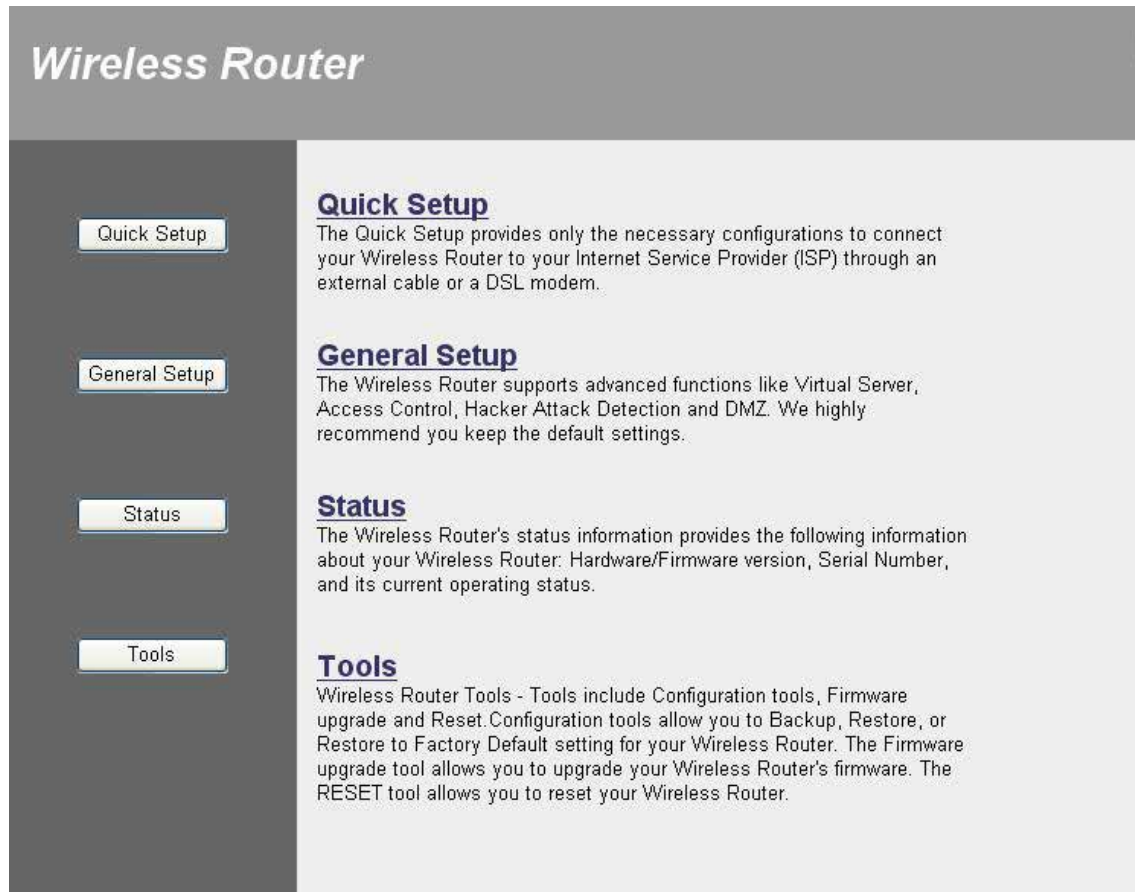 Wireless Router
Quick Setup
General Setup
Status
Tools
Quick Setup
The Quick Setup provides only the necessary configurations to connect
your Wireless Router to your Internet Service Provider (ISP) through an
external cable or a DSL modem.
General Setup
The Wireless Router supports advanced functions like Virtual Server,
Access Control, Hacker Attack Detection and DMZ. We highly
recommend you keep the default settings.
Status
The Wireless Router's status information provides the following information
about your Wireless Router: Hardware/Firmware version, Serial Number,
and its current operating status.
Tools
Wireless Router Tools - Tools include Configuration tools, Firmware
upgrade and Reset.Configuration tools allow you to Backup, Restore, or
Restore to Factory Default setting for your Wireless Router. The Firmware
upgrade tool allows you to upgrade your Wireless Router's firmware. The
RESET tool allows you to reset your Wireless Router.